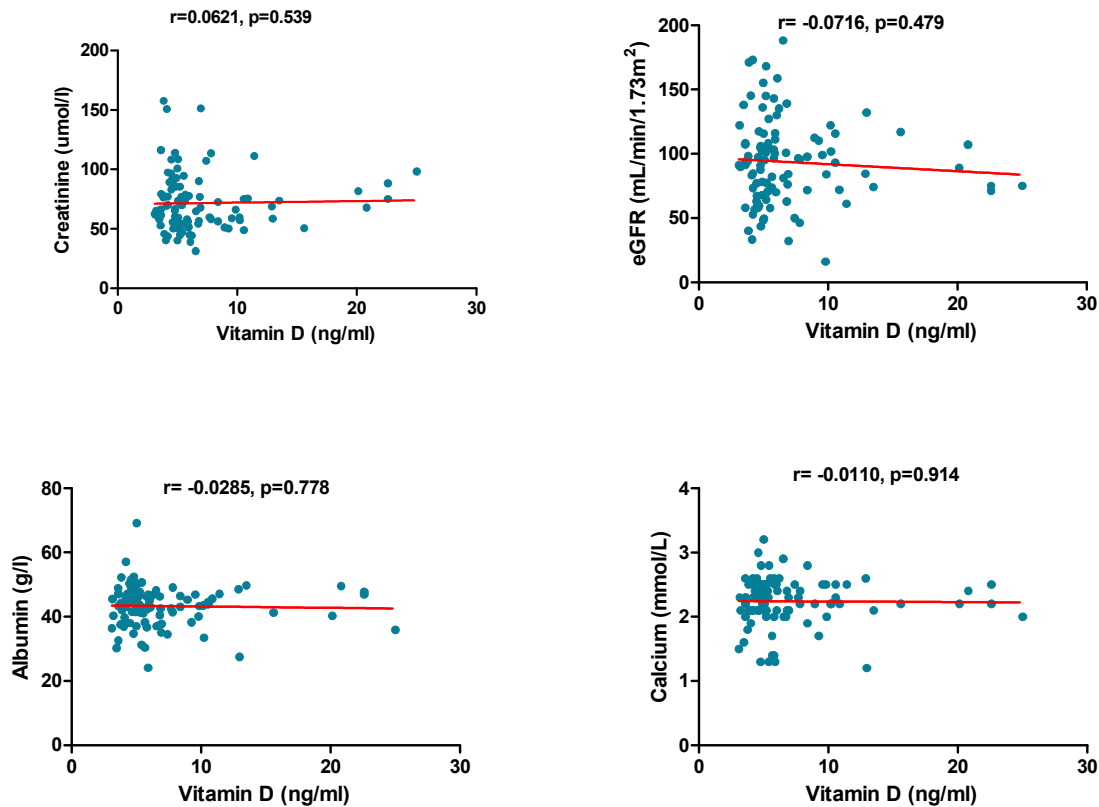 r=0.0621, p=0.539
200
150
100
50
0
Creatinine (umol/l)
0 10 20 30
Vitamin D (ng/ml)
r= -0.0716, p=0.479
200
150
100
50
0
eGFR (mL/min/1.73m²)
0 10 20 30
Vitamin D (ng/ml)
r= -0.0285, p=0.778
80
60
40
20
0
Albumin (g/l)
0 10 20 30
Vitamin D (ng/ml)
r= -0.0110, p=0.914
4
3
2
1
0
Calcium (mmol/L)
0 10 20 30
Vitamin D (ng/ml)